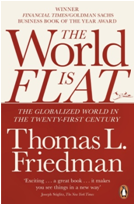 WINNER
FINANCIAL TIMES/GOLDMAN SACHS
BUSINESS BOOK OF THE YEAR AWARD
THE
World
IS
FLAT
THE GLOBALIZED WORLD IN
THE TWENTY-FIRST CENTURY
Thomas L.
Friedman
'Exciting ... a great book ... it makes
you see things in a new way'
Joseph Stiglitz,